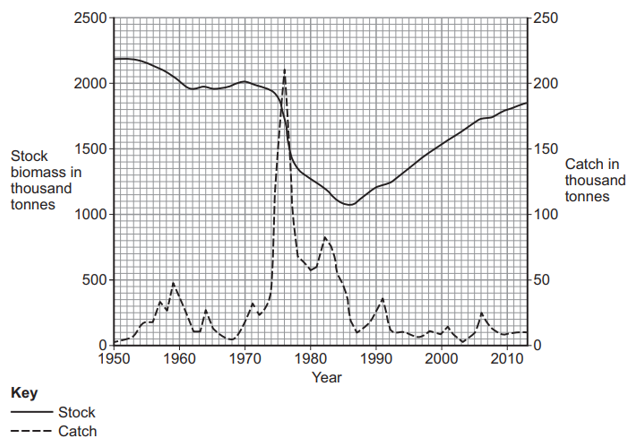 2500
2000
1500
1000
500
0
Stock
biomass in
thousand
tonnes
250
200
150
100
50
0
Catch in
thousand
tonnes
1950 1960 1970 1980 1990 2000 2010
Year
Key
Stock
Catch